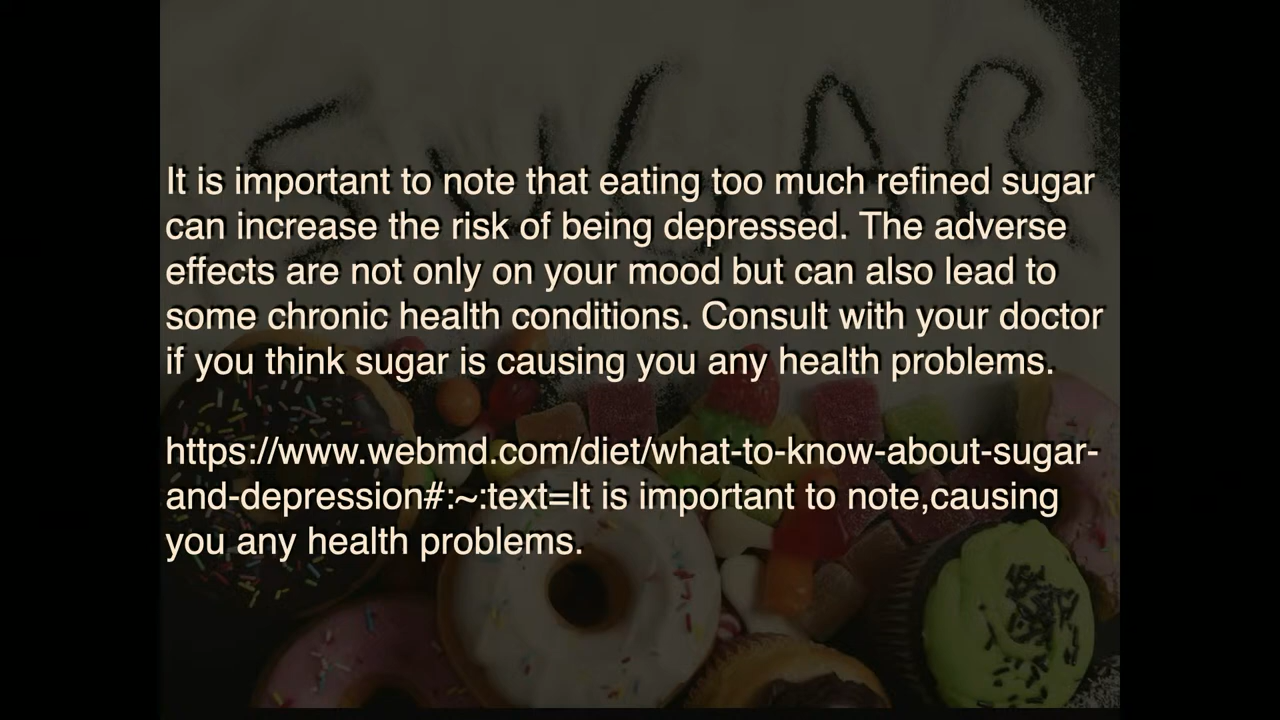 SUGAR
It is important to note that eating too much refined sugar
can increase the risk of being depressed. The adverse
effects are not only on your mood but can also lead to
some chronic health conditions. Consult with your doctor
if you think sugar is causing you any health problems.
https://www.webmd.com/diet/what-to-know-about-sugar-
and-depression#:~:text=It is important to note,causing
you any health problems.